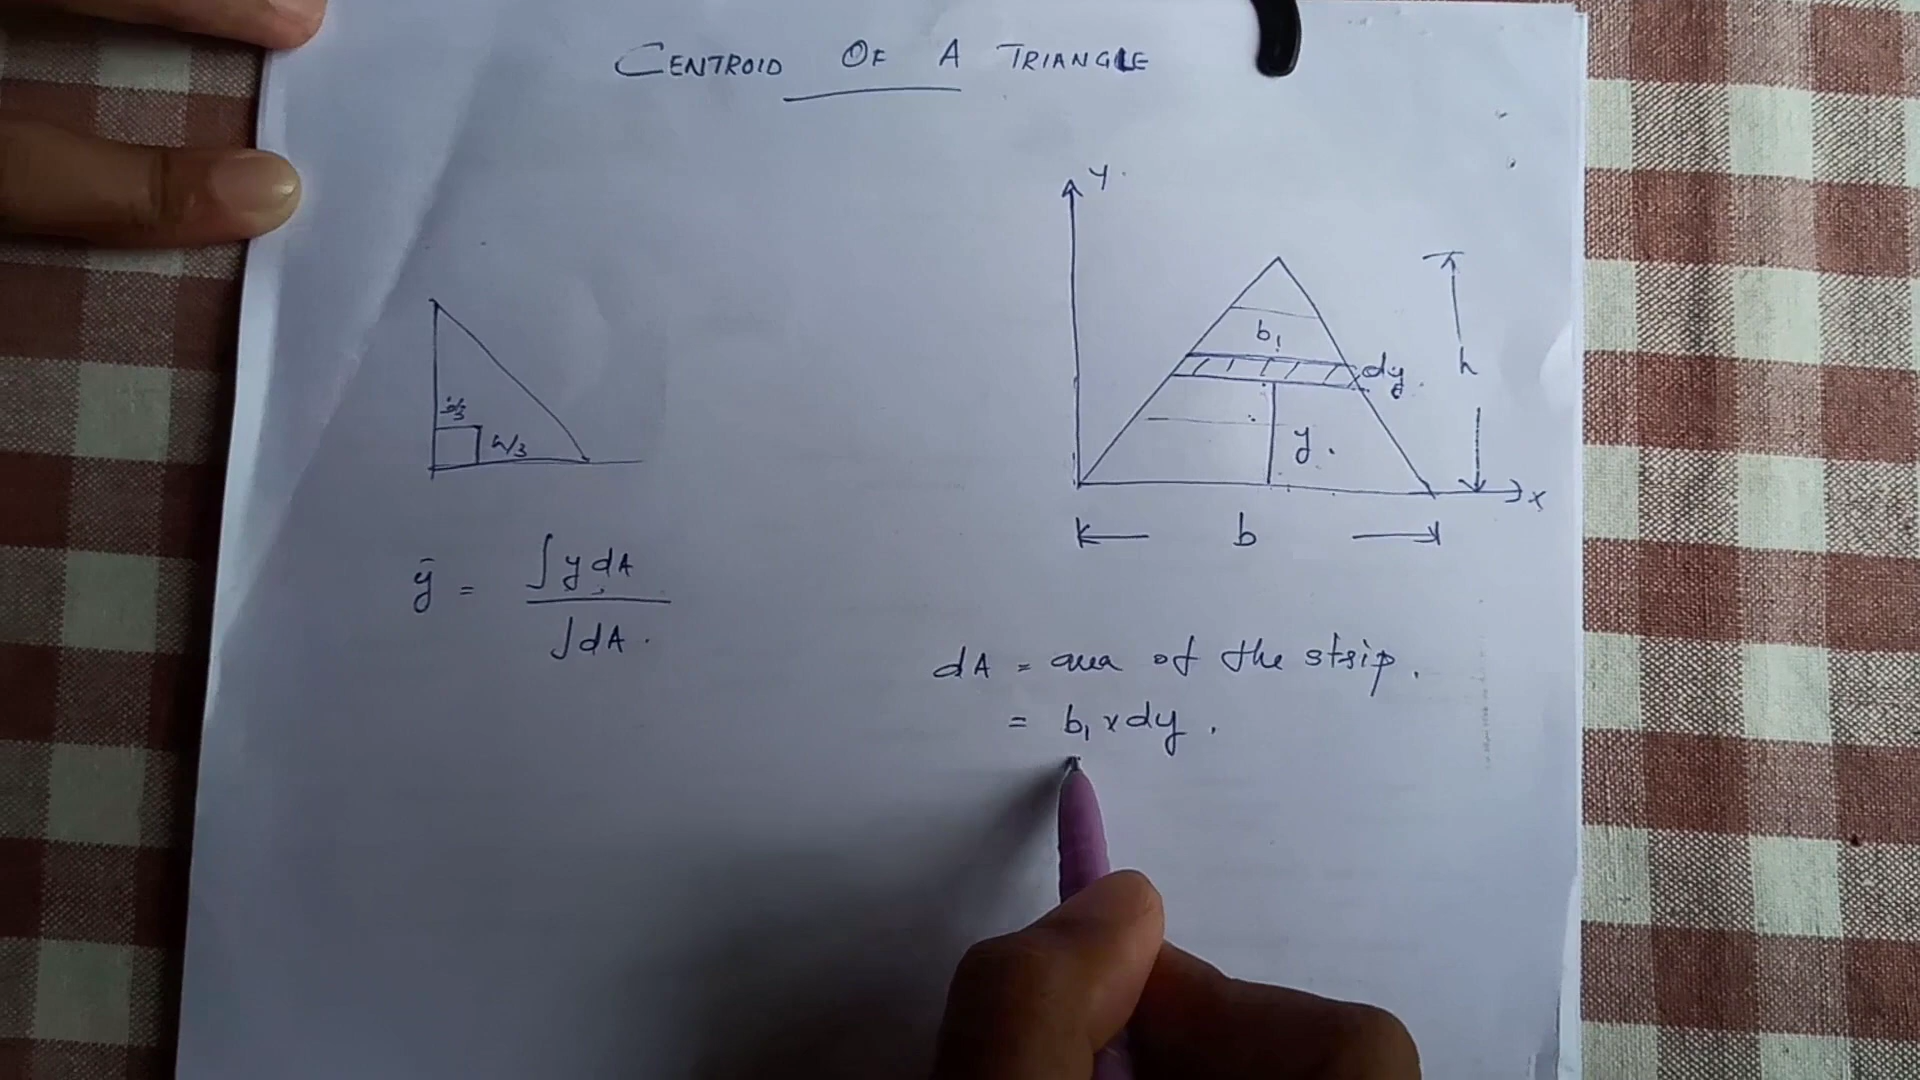 CENTROID OF A TRIANGLE
Y
b₁
dy
h
y
x
b
b/3
h/3
ȳ = ∫ y dA / ∫ dA
dA = area of the strip.
= b₁ × dy.